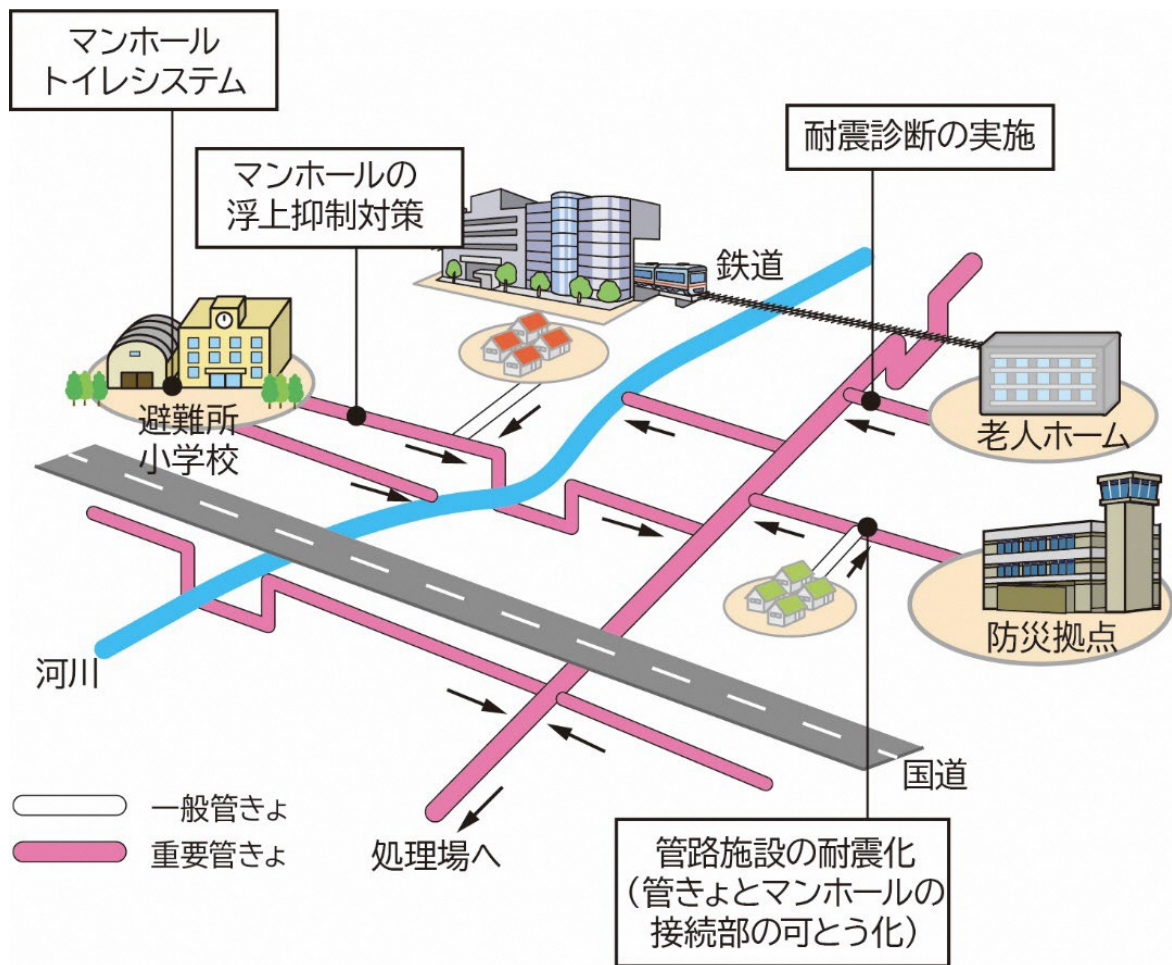 マンホール
トイレシステム
耐震診断の実施
マンホールの
浮上抑制対策
鉄道
避難所
小学校
老人ホーム
防災拠点
河川
国道
一般管きょ
重要管きょ
処理場へ
管路施設の耐震化
（管きょとマンホールの
接続部の可とう化）